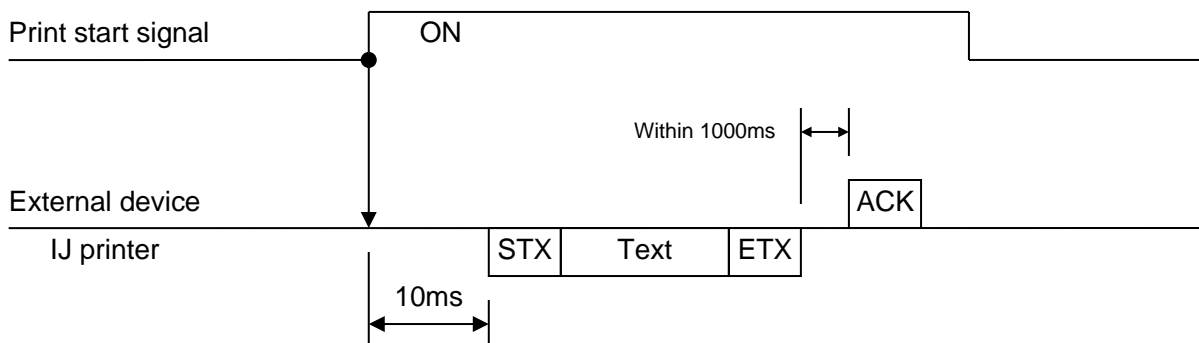 Print start signal
ON
Within 1000ms
External device
ACK
IJ printer
STX
Text
ETX
10ms